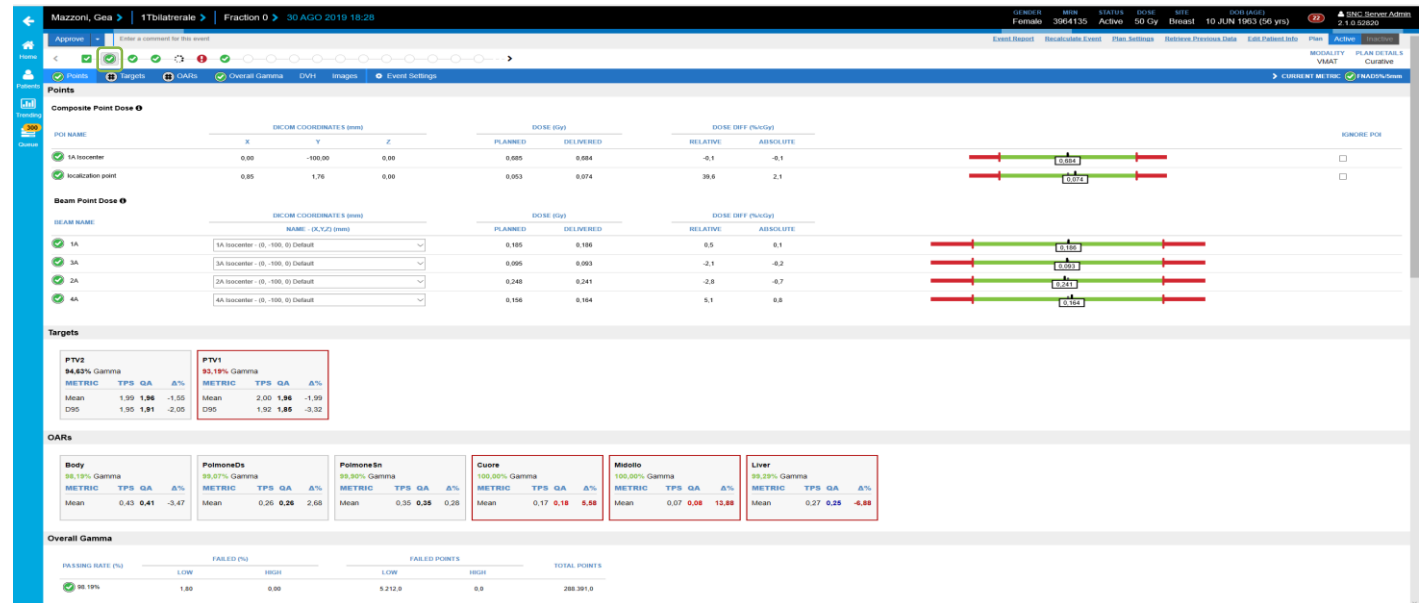 Mazzoni, Gea > 1Tbilatrerale > Fraction 0 > 30 AGO 2019 18:28
GENDER MRN STATUS DOSE SITE DOB (AGE)
Female 3964135 Active 50 Gy Breast 10 JUN 1963 (56 yrs)
22
SNC Server Admin
2.1.0.52820
Approve Enter a comment for this event
Event Report Recalculate Event Plan Settings Retrieve Previous Data Edit Patient Info Plan Active Inactive
Home
Patients
Trending
300
Queue
MODALITY PLAN DETAILS
VMAT Curative
Points Targets OARs Overall Gamma DVH Images Event Settings
> CURRENT METRIC FNAD5%/5mm
Points
Composite Point Dose
POI NAME DICOM COORDINATES (mm) DOSE (Gy) DOSE DIFF (%/cGy) IGNORE POI
X Y Z PLANNED DELIVERED RELATIVE ABSOLUTE
1A Isocenter 0,00 -100,00 0,00 0,685 0,684 -0,1 -0,1 0,684
localization point 0,85 1,76 0,00 0,053 0,074 39,6 2,1 0,074
Beam Point Dose
BEAM NAME DICOM COORDINATES (mm) DOSE (Gy) DOSE DIFF (%/cGy)
NAME - (X,Y,Z) (mm) PLANNED DELIVERED RELATIVE ABSOLUTE
1A 1A Isocenter - (0, -100, 0) Default 0,185 0,186 0,5 0,1 0,186
3A 3A Isocenter - (0, -100, 0) Default 0,095 0,093 -2,1 -0,2 0,093
2A 2A Isocenter - (0, -100, 0) Default 0,248 0,241 -2,8 -0,7 0,241
4A 4A Isocenter - (0, -100, 0) Default 0,156 0,164 5,1 0,8 0,164
Targets
PTV2
94,63% Gamma
METRIC TPS QA Δ%
Mean 1,99 1,96 -1,55
D95 1,95 1,91 -2,05
PTV1
93,19% Gamma
METRIC TPS QA Δ%
Mean 2,00 1,96 -1,99
D95 1,92 1,85 -3,32
OARs
Body
98,19% Gamma
METRIC TPS QA Δ%
Mean 0,43 0,41 -3,47
PolmoneDs
99,07% Gamma
METRIC TPS QA Δ%
Mean 0,26 0,26 2,68
PolmoneSn
99,90% Gamma
METRIC TPS QA Δ%
Mean 0,35 0,35 0,28
Cuore
100,00% Gamma
METRIC TPS QA Δ%
Mean 0,17 0,18 5,58
Midollo
100,00% Gamma
METRIC TPS QA Δ%
Mean 0,07 0,08 13,88
Liver
99,29% Gamma
METRIC TPS QA Δ%
Mean 0,27 0,25 -6,88
Overall Gamma
PASSING RATE (%) FAILED (%) FAILED POINTS TOTAL POINTS
LOW HIGH LOW HIGH
98.19% 1,80 0,00 5.212,0 0,0 288.391,0